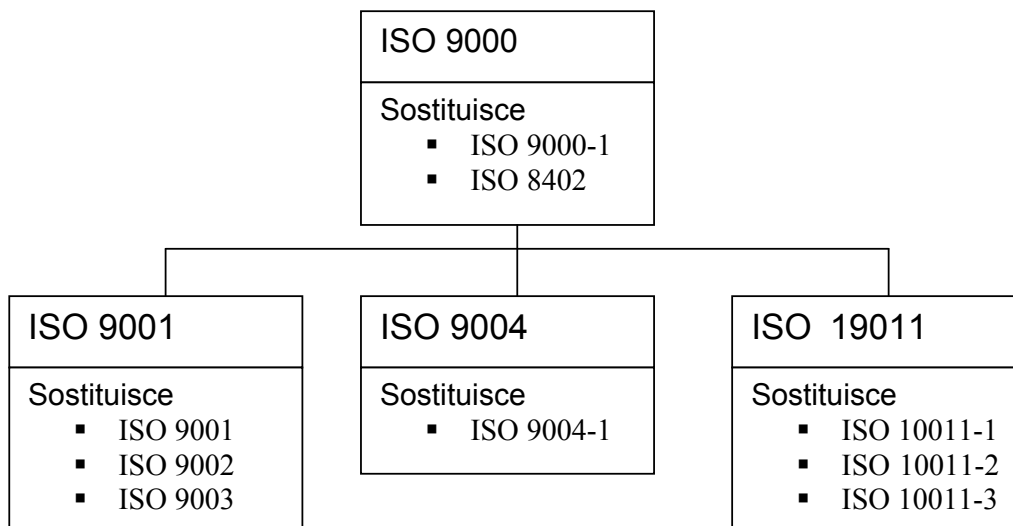 ISO 9000
Sostituisce
▪ ISO 9000-1
▪ ISO 8402
ISO 9001
Sostituisce
▪ ISO 9001
▪ ISO 9002
▪ ISO 9003
ISO 9004
Sostituisce
▪ ISO 9004-1
ISO 19011
Sostituisce
▪ ISO 10011-1
▪ ISO 10011-2
▪ ISO 10011-3